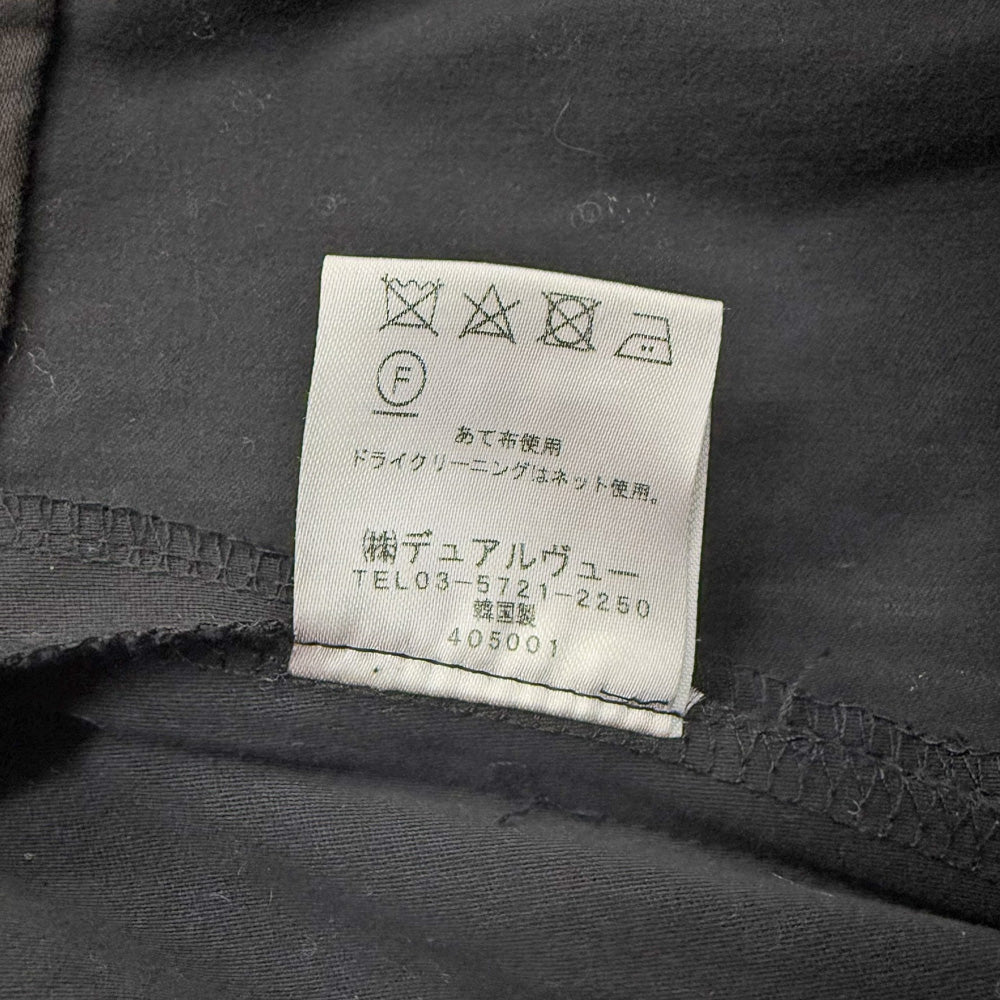 F
あて布使用
ドライクリーニングはネット使用。
㈱デュアルヴュー
TEL03-5721-2250
韓国製
405001